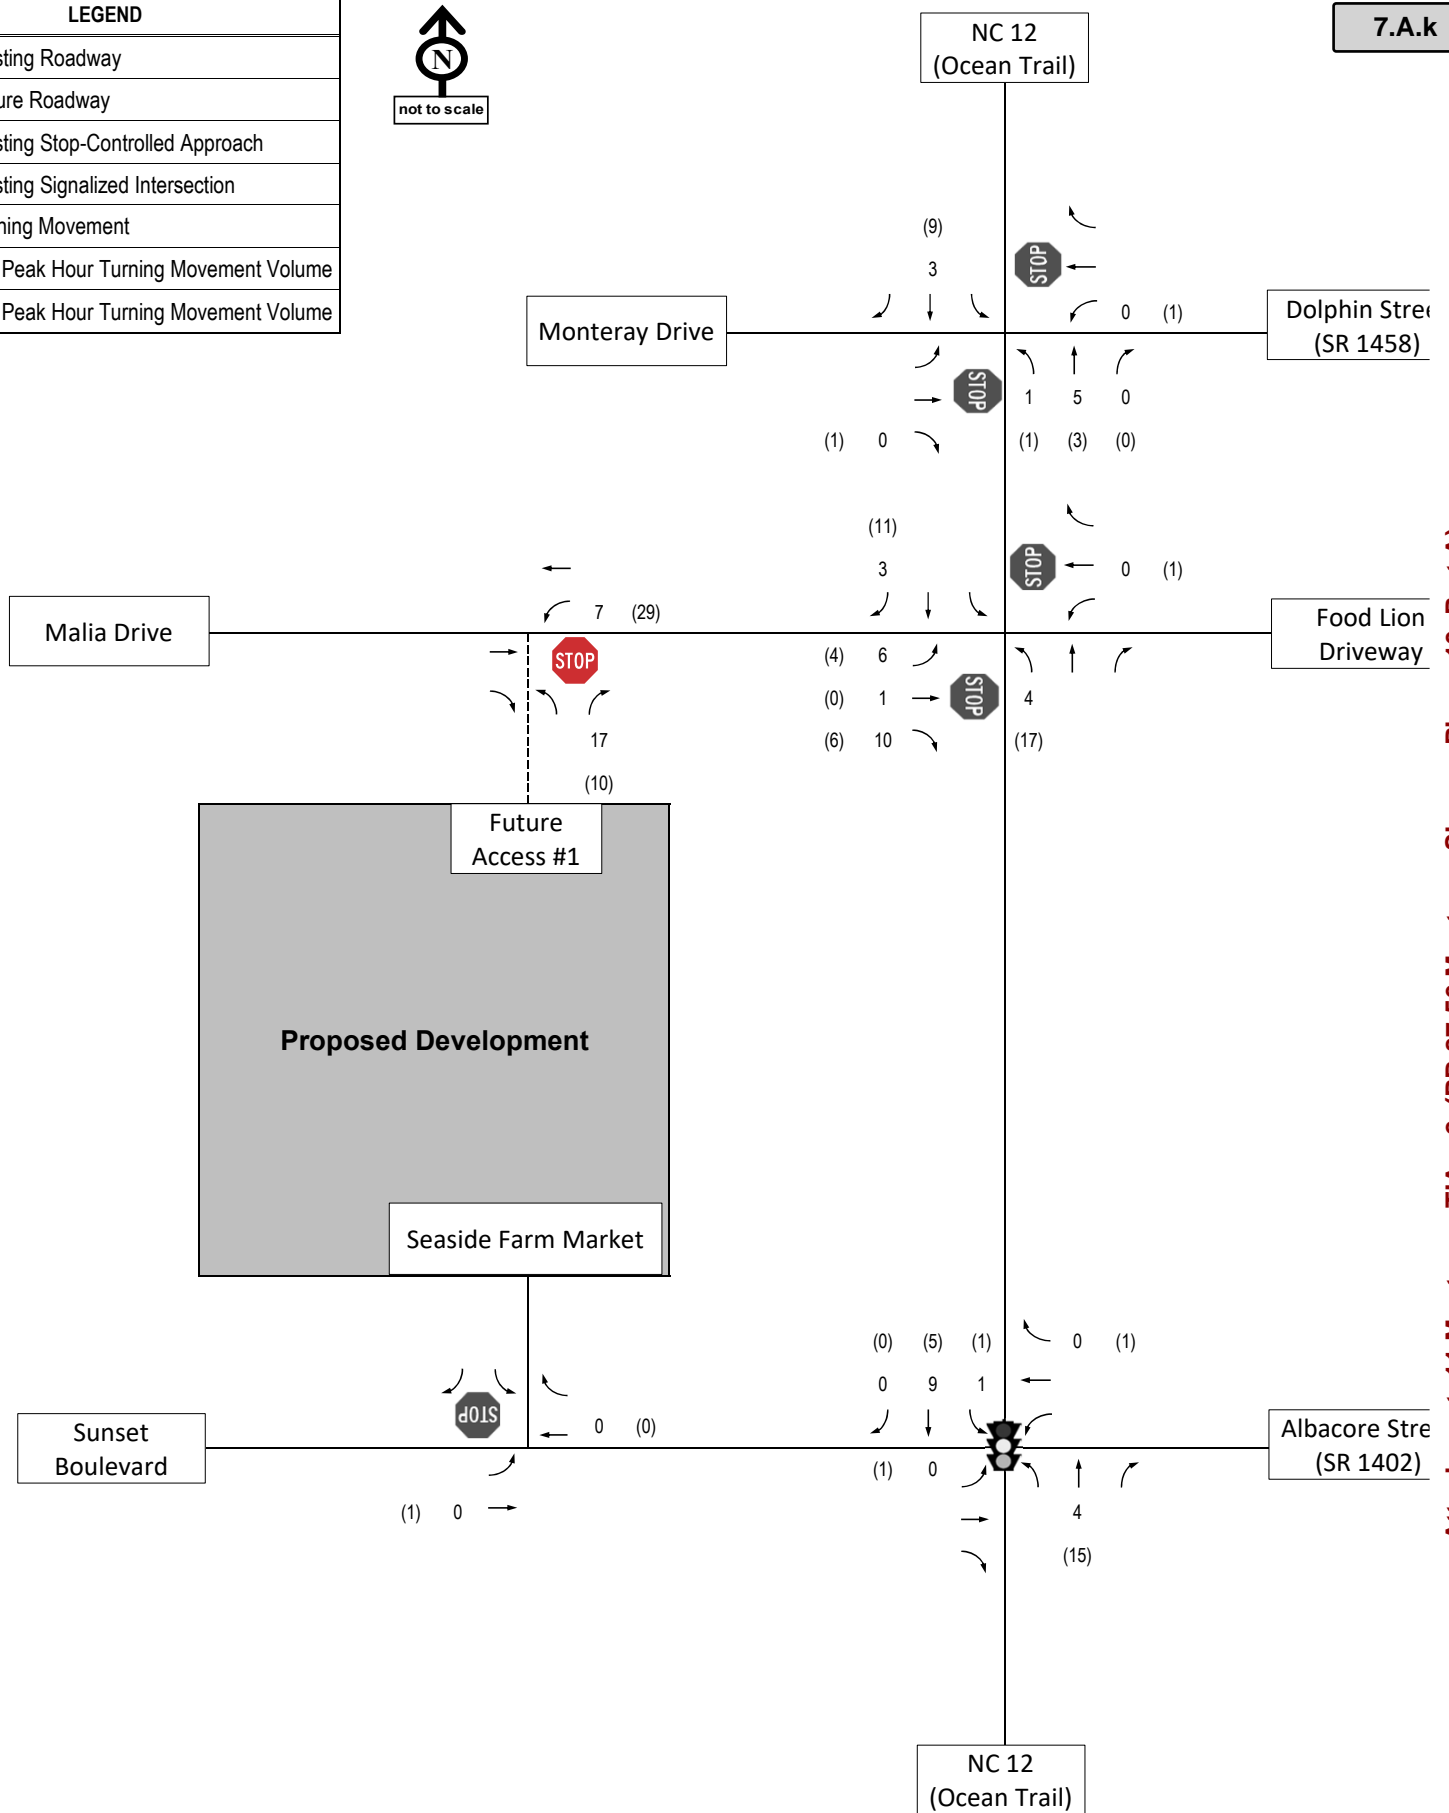 LEGEND
sting Roadway
ure Roadway
sting Stop-Controlled Approach
sting Signalized Intersection
ning Movement
Peak Hour Turning Movement Volume
Peak Hour Turning Movement Volume
N
not to scale
NC 12
(Ocean Trail)
7.A.k
(9)
3
STOP
0 (1)
Monteray Drive
Dolphin Stree
(SR 1458)
STOP
1 5 0
(1) 0
(1) (3) (0)
(11)
3
STOP
0 (1)
7 (29)
Malia Drive
Food Lion
Driveway
STOP
(4) 6
(0) 1
STOP
4
17
(6) 10
(17)
(10)
Future
Access #1
Proposed Development
Seaside Farm Market
(0) (5) (1)
0 (1)
0 9 1
STOP
0 (0)
Sunset
Boulevard
Albacore Stre
(SR 1402)
(1) 0
(1) 0
4
(15)
NC 12
(Ocean Trail)